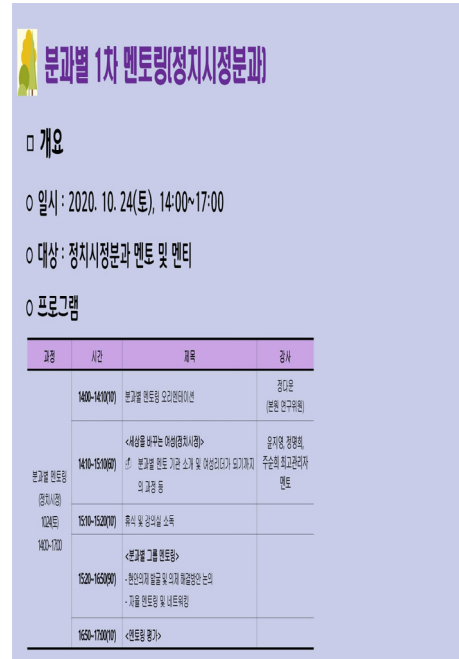 분과별 1차 멘토링(정치시정분과)
□ 개요
○ 일시 : 2020. 10. 24(토), 14:00~17:00
○ 대상 : 정치시정분과 멘토 및 멘티
○ 프로그램
과정 시간 제목 강사
분과별 멘토링
(정치시정)
10.24(토)
14:00~17:00
14:00~14:10(10') 분과별 멘토링 오리엔테이션
정다운
(본원 연구위원)
14:10~15:10(60')
<세상을 바꾸는 여성(정치시정)>
분과별 멘토 기관 소개 및 여성리더가 되기까지
의 과정 등
윤지영, 정명희,
주순희 최고관리자
멘토
15:10~15:20(10') 휴식 및 강의실 소독
15:20~16:50(90')
<분과별 그룹 멘토링>
- 현안의제 발굴 및 의제 해결방안 논의
- 자율 멘토링 및 네트워킹
16:50~17:00(10') <멘토링 평가>